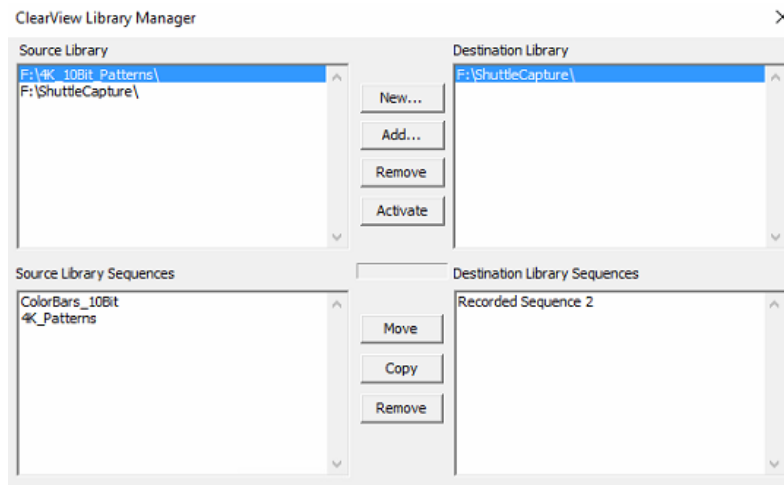 ClearView Library Manager
Source Library
Destination Library
F:\4K_10Bit_Patterns\
F:\ShuttleCapture\
F:\ShuttleCapture\
New...
Add...
Remove
Activate
Source Library Sequences
Destination Library Sequences
ColorBars_10Bit
4K_Patterns
Recorded Sequence 2
Move
Copy
Remove